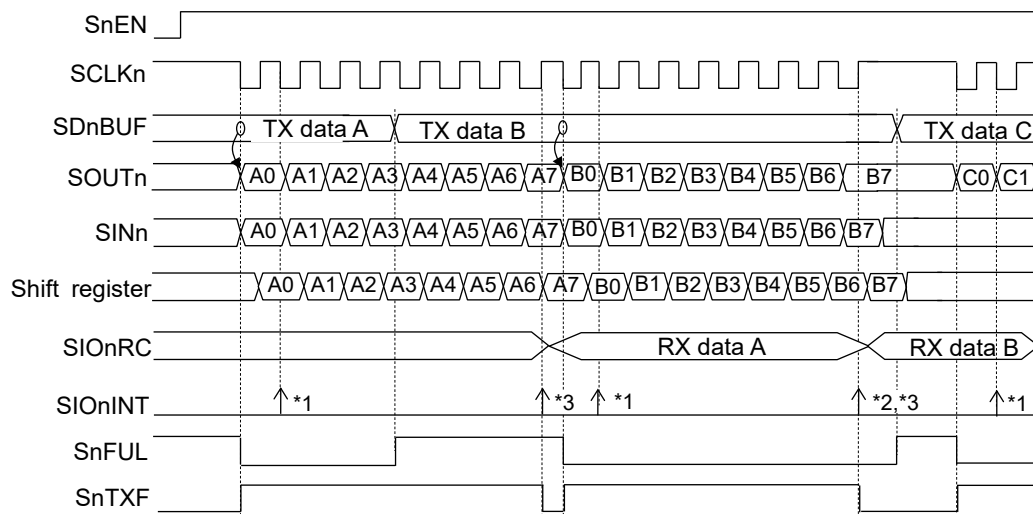 SnEN
SCLKn
SDnBUF TX data A TX data B TX data C
SOUTn A0 A1 A2 A3 A4 A5 A6 A7 B0 B1 B2 B3 B4 B5 B6 B7 C0 C1
SINn A0 A1 A2 A3 A4 A5 A6 A7 B0 B1 B2 B3 B4 B5 B6 B7
Shift register A0 A1 A2 A3 A4 A5 A6 A7 B0 B1 B2 B3 B4 B5 B6 B7
SIOnRC RX data A RX data B
SIOnINT *1 *3 *1 *2,*3 *1
SnFUL
SnTXF